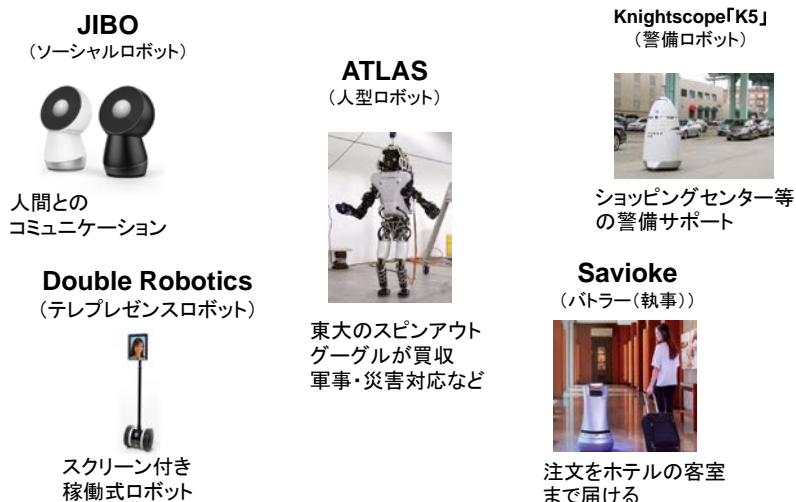 JIBO
（ソーシャルロボット）
人間との
コミュニケーション
ATLAS
（人型ロボット）
東大のスピンアウト
グーグルが買収
軍事・災害対応など
Knightscope「K5」
（警備ロボット）
ショッピングセンター等
の警備サポート
Double Robotics
（テレプレゼンスロボット）
スクリーン付き
稼働式ロボット
Savioke
（バトラー（執事））
注文をホテルの客室
まで届ける